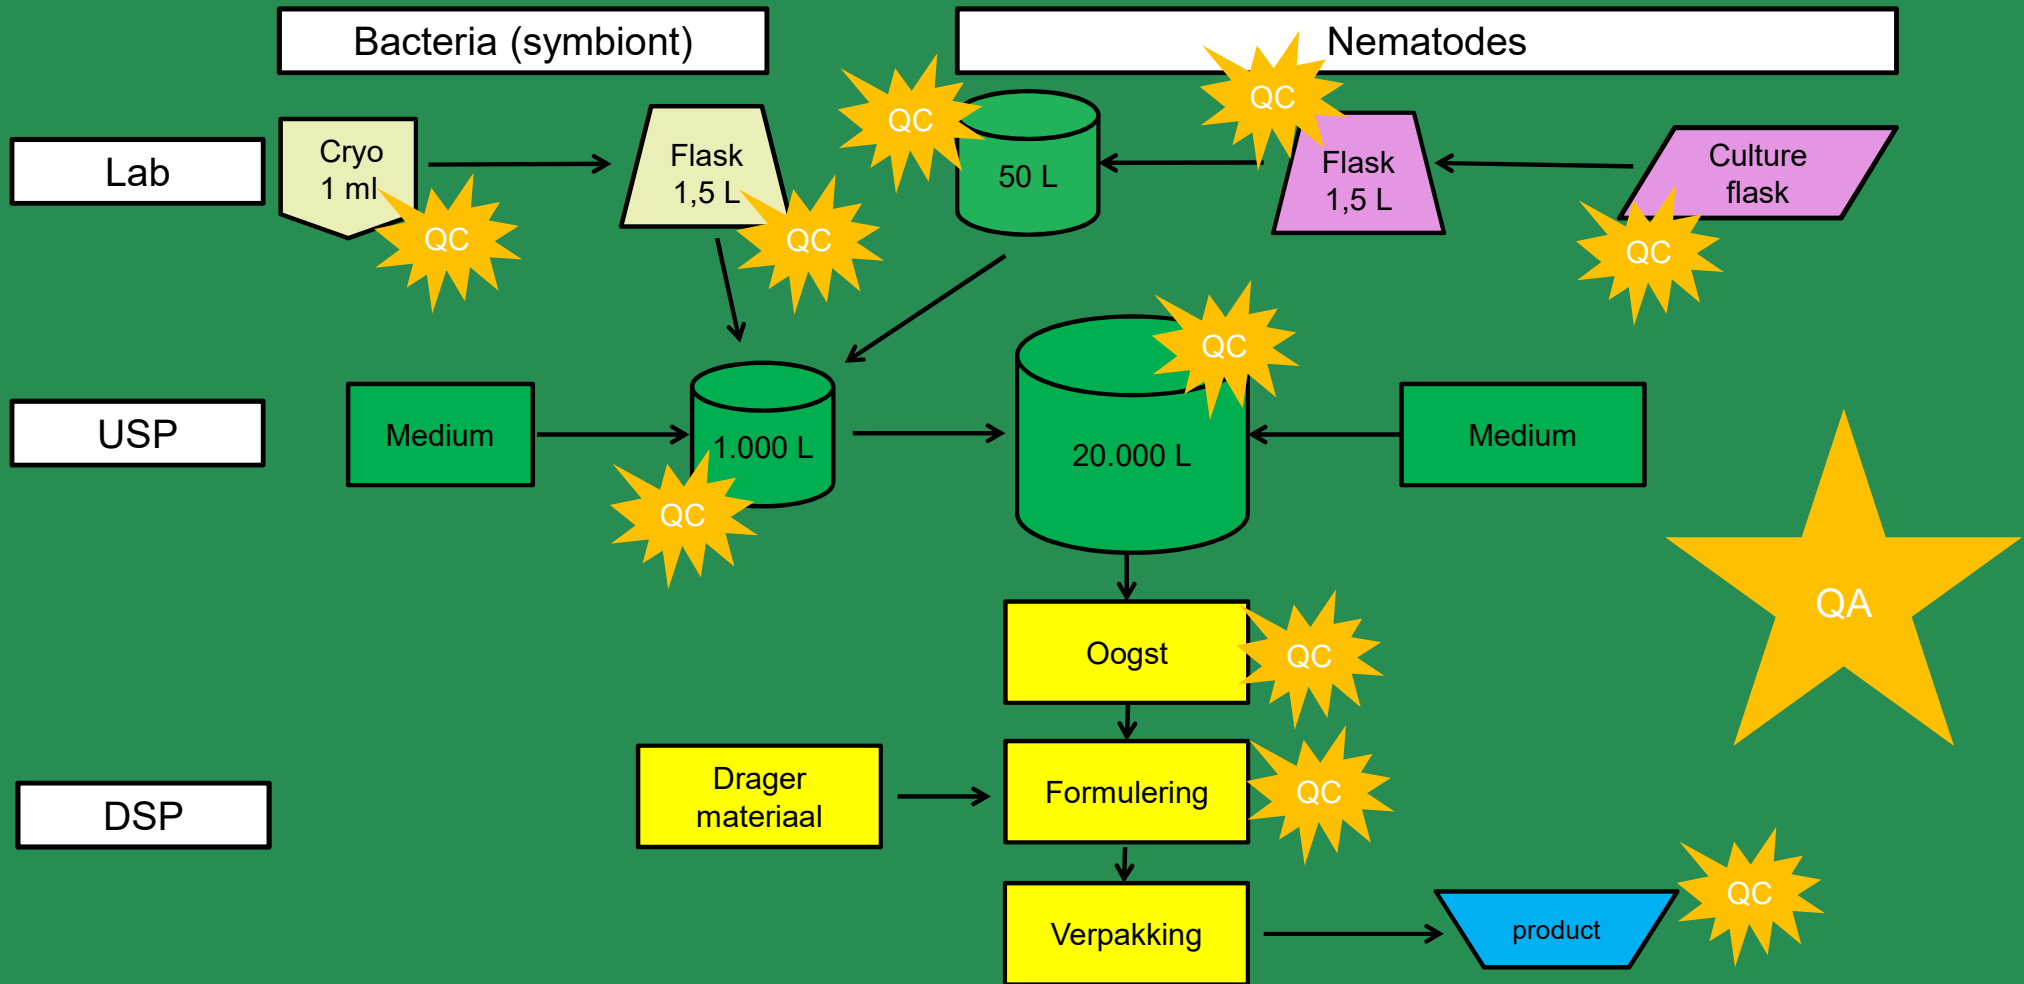 Bacteria (symbiont)
Nematodes
Lab
Cryo
1 ml
QC
Flask
1,5 L
QC
QC
50 L
QC
Flask
1,5 L
Culture
flask
QC
USP
Medium
1.000 L
QC
20.000 L
QC
Medium
QA
Oogst
QC
DSP
Drager
materiaal
Formulering
QC
Verpakking
product
QC